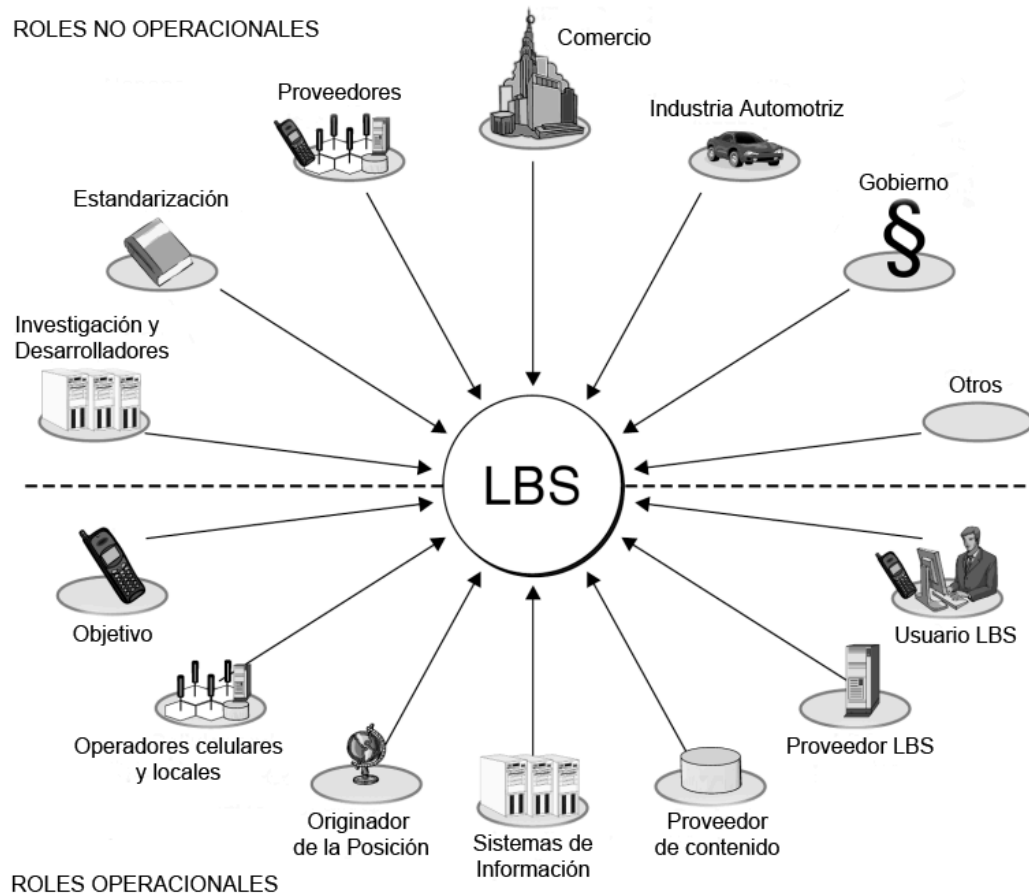 ROLES NO OPERACIONALES
Comercio
Proveedores
Industria Automotriz
Gobierno
§
Estandarización
Investigación y
Desarrolladores
Otros
LBS
Objetivo
Usuario LBS
Operadores celulares
y locales
Proveedor LBS
Originador
de la Posición
Sistemas de
Información
Proveedor
de contenido
ROLES OPERACIONALES